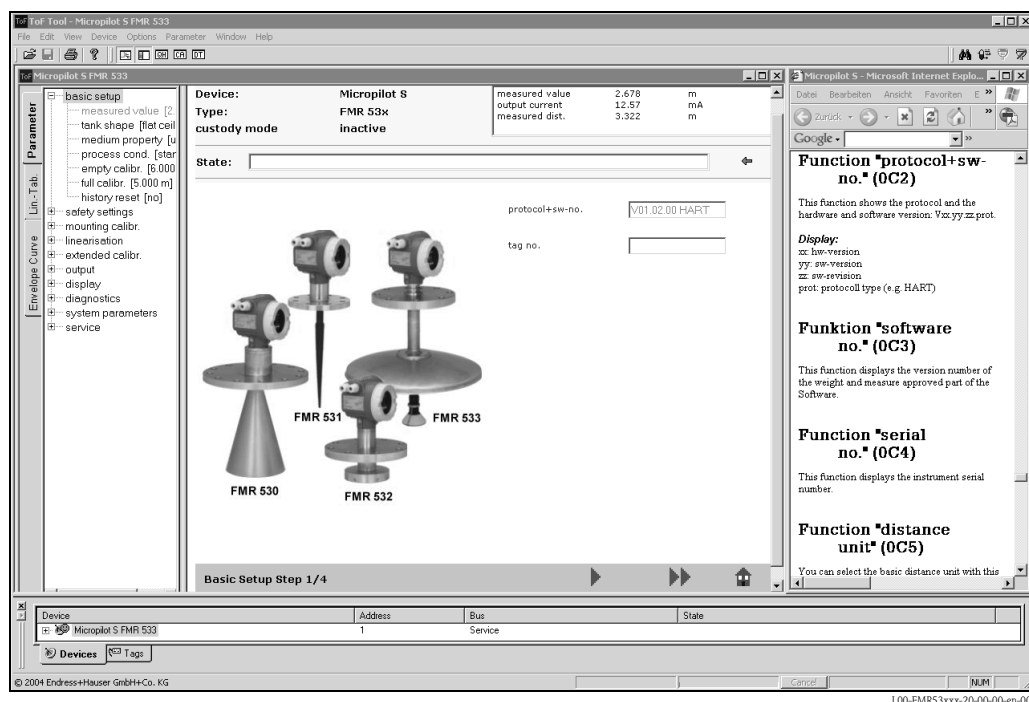 ToF Tool - Micropilot S FMR 533
File Edit View Device Options Parameter Window Help
Micropilot S FMR 533
Parameter
Lin.-Tab.
Envelope Curve
basic setup
measured value [2
tank shape [flat ceil
medium property [u
process cond. [star
empty calibr. [6.000
full calibr. [5.000 m]
history reset [no]
safety settings
mounting calibr.
linearisation
extended calibr.
output
display
diagnostics
system parameters
service
Device: Micropilot S
Type: FMR 53x
custody mode inactive
measured value 2.678 m
output current 12.57 mA
measured dist. 3.322 m
State:
protocol+sw-no. V01.02.00 HART
tag no.
FMR 531
FMR 533
FMR 530
FMR 532
Basic Setup Step 1/4
Micropilot S - Microsoft Internet Explo...
Datei Bearbeiten Ansicht Favoriten E »
Zurück
Google
Function "protocol+sw-
no." (0C2)
This function shows the protocol and the
hardware and software version: Vxx.yy.zz.prot.
Display:
xx: hw-version
yy: sw-version
zz: sw-revision
prot: protocoll type (e.g. HART)
Funktion "software
no." (0C3)
This function displays the version number of
the weight and measure approved part of the
Software.
Function "serial
no." (0C4)
This function displays the instrument serial
number.
Function "distance
unit" (0C5)
You can select the basic distance unit with this
Device Address Bus State
Micropilot S FMR 533 1 Service
Devices Tags
© 2004 Endress+Hauser GmbH+Co. KG Cancel NUM
L00-FMR53xxx-20-00-00-en-00